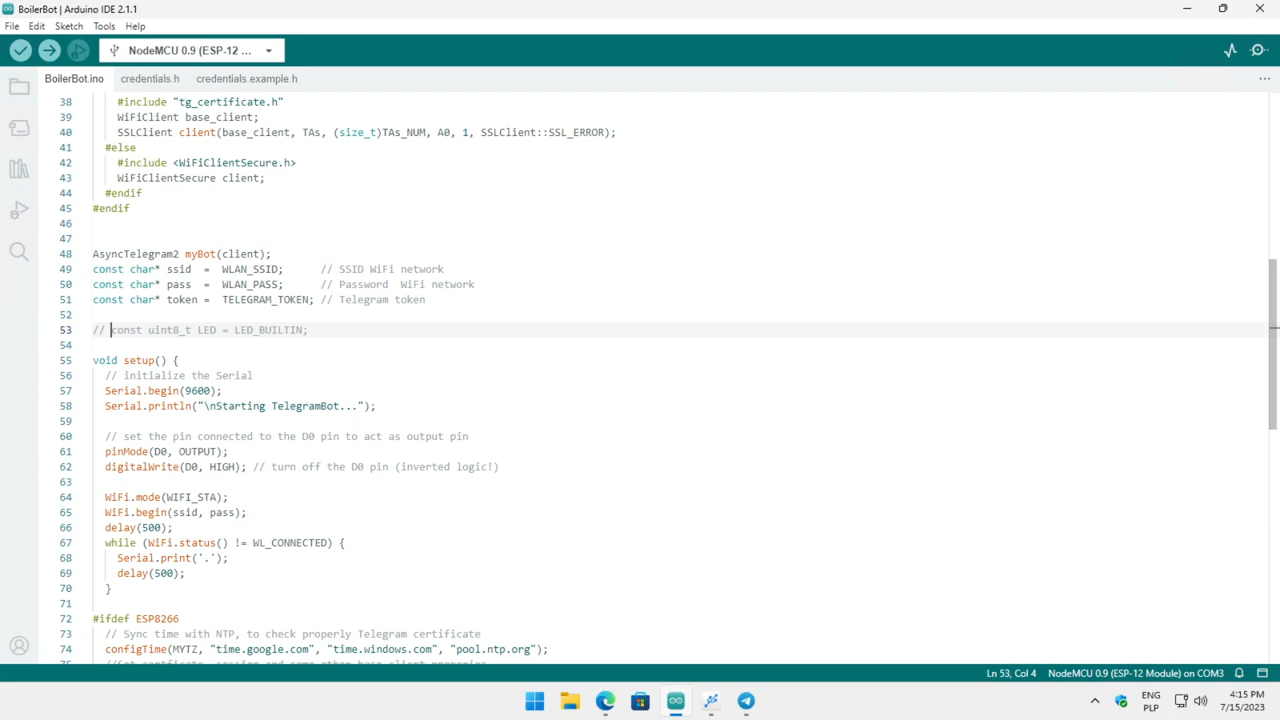 BoilerBot | Arduino IDE 2.1.1
File Edit Sketch Tools Help
NodeMCU 0.9 (ESP-12 ...
BoilerBot.ino credentials.h credentials.example.h ...
38 #include "tg_certificate.h"
39 WiFiClient base_client;
40 SSLClient client(base_client, TAs, (size_t)TAs_NUM, A0, 1, SSLClient::SSL_ERROR);
41 #else
42 #include <WiFiClientSecure.h>
43 WiFiClientSecure client;
44 #endif
45 #endif
46
47
48 AsyncTelegram2 myBot(client);
49 const char* ssid = WLAN_SSID; // SSID WiFi network
50 const char* pass = WLAN_PASS; // Password WiFi network
51 const char* token = TELEGRAM_TOKEN; // Telegram token
52
53 // const uint8_t LED = LED_BUILTIN;
54
55 void setup() {
56 // initialize the Serial
57 Serial.begin(9600);
58 Serial.println("\nStarting TelegramBot...");
59
60 // set the pin connected to the D0 pin to act as output pin
61 pinMode(D0, OUTPUT);
62 digitalWrite(D0, HIGH); // turn off the D0 pin (inverted logic!)
63
64 WiFi.mode(WIFI_STA);
65 WiFi.begin(ssid, pass);
66 delay(500);
67 while (WiFi.status() != WL_CONNECTED) {
68 Serial.print('.');
69 delay(500);
70 }
71
72 #ifdef ESP8266
73 // Sync time with NTP, to check properly Telegram certificate
74 configTime(MYTZ, "time.google.com", "time.windows.com", "pool.ntp.org");
75 //Set certficate, session and some other base client properies
Ln 53, Col 4 NodeMCU 0.9 (ESP-12 Module) on COM3
ENG
PLP
4:15 PM
7/15/2023